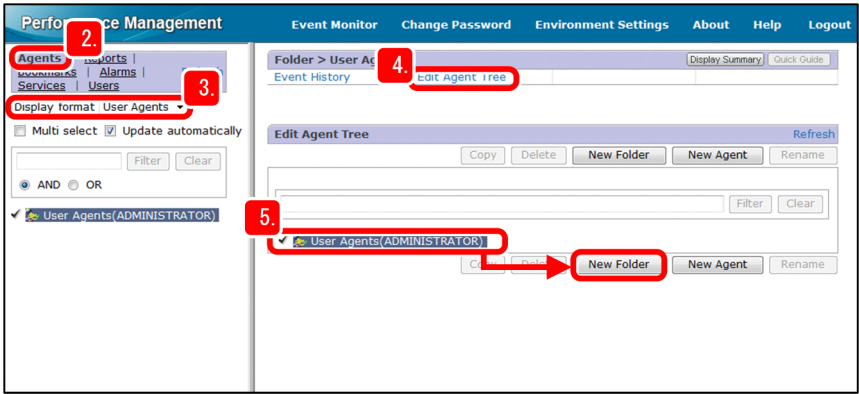 Performance Management
Event Monitor Change Password Environment Settings About Help Logout
2.
Agents Reports |
Bookmarks | Alarms |
Services | Users
3.
Display format User Agents
Multi select Update automatically
Filter Clear
AND OR
User Agents(ADMINISTRATOR)
Folder > User Ag
Display Summary Quick Guide
4.
Event History Edit Agent Tree
Edit Agent Tree Refresh
Copy Delete New Folder New Agent Rename
Filter Clear
5.
User Agents(ADMINISTRATOR)
Copy Delete New Folder New Agent Rename